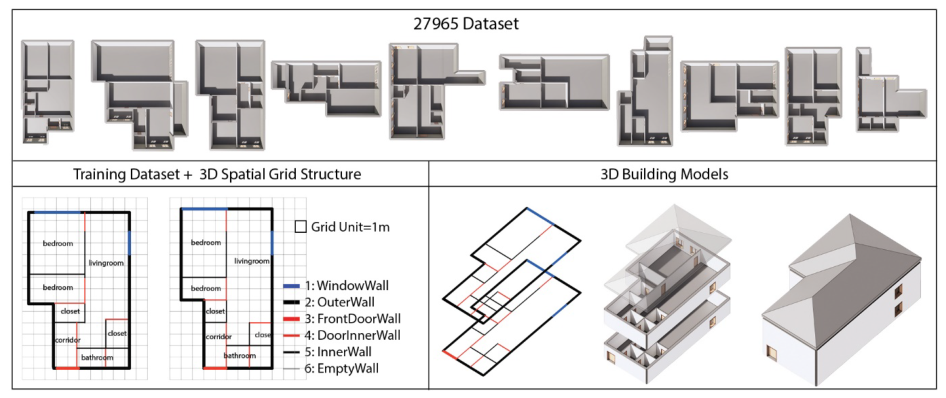 27965 Dataset
Training Dataset + 3D Spatial Grid Structure
3D Building Models
bedroom
livingroom
bedroom
closet
corridor
closet
bathroom
bedroom
livingroom
bedroom
closet
corridor
close
bathroom
Grid Unit=1m
1: WindowWall
2: OuterWall
3: FrontDoorWall
4: DoorInnerWall
5: InnerWall
6: EmptyWall